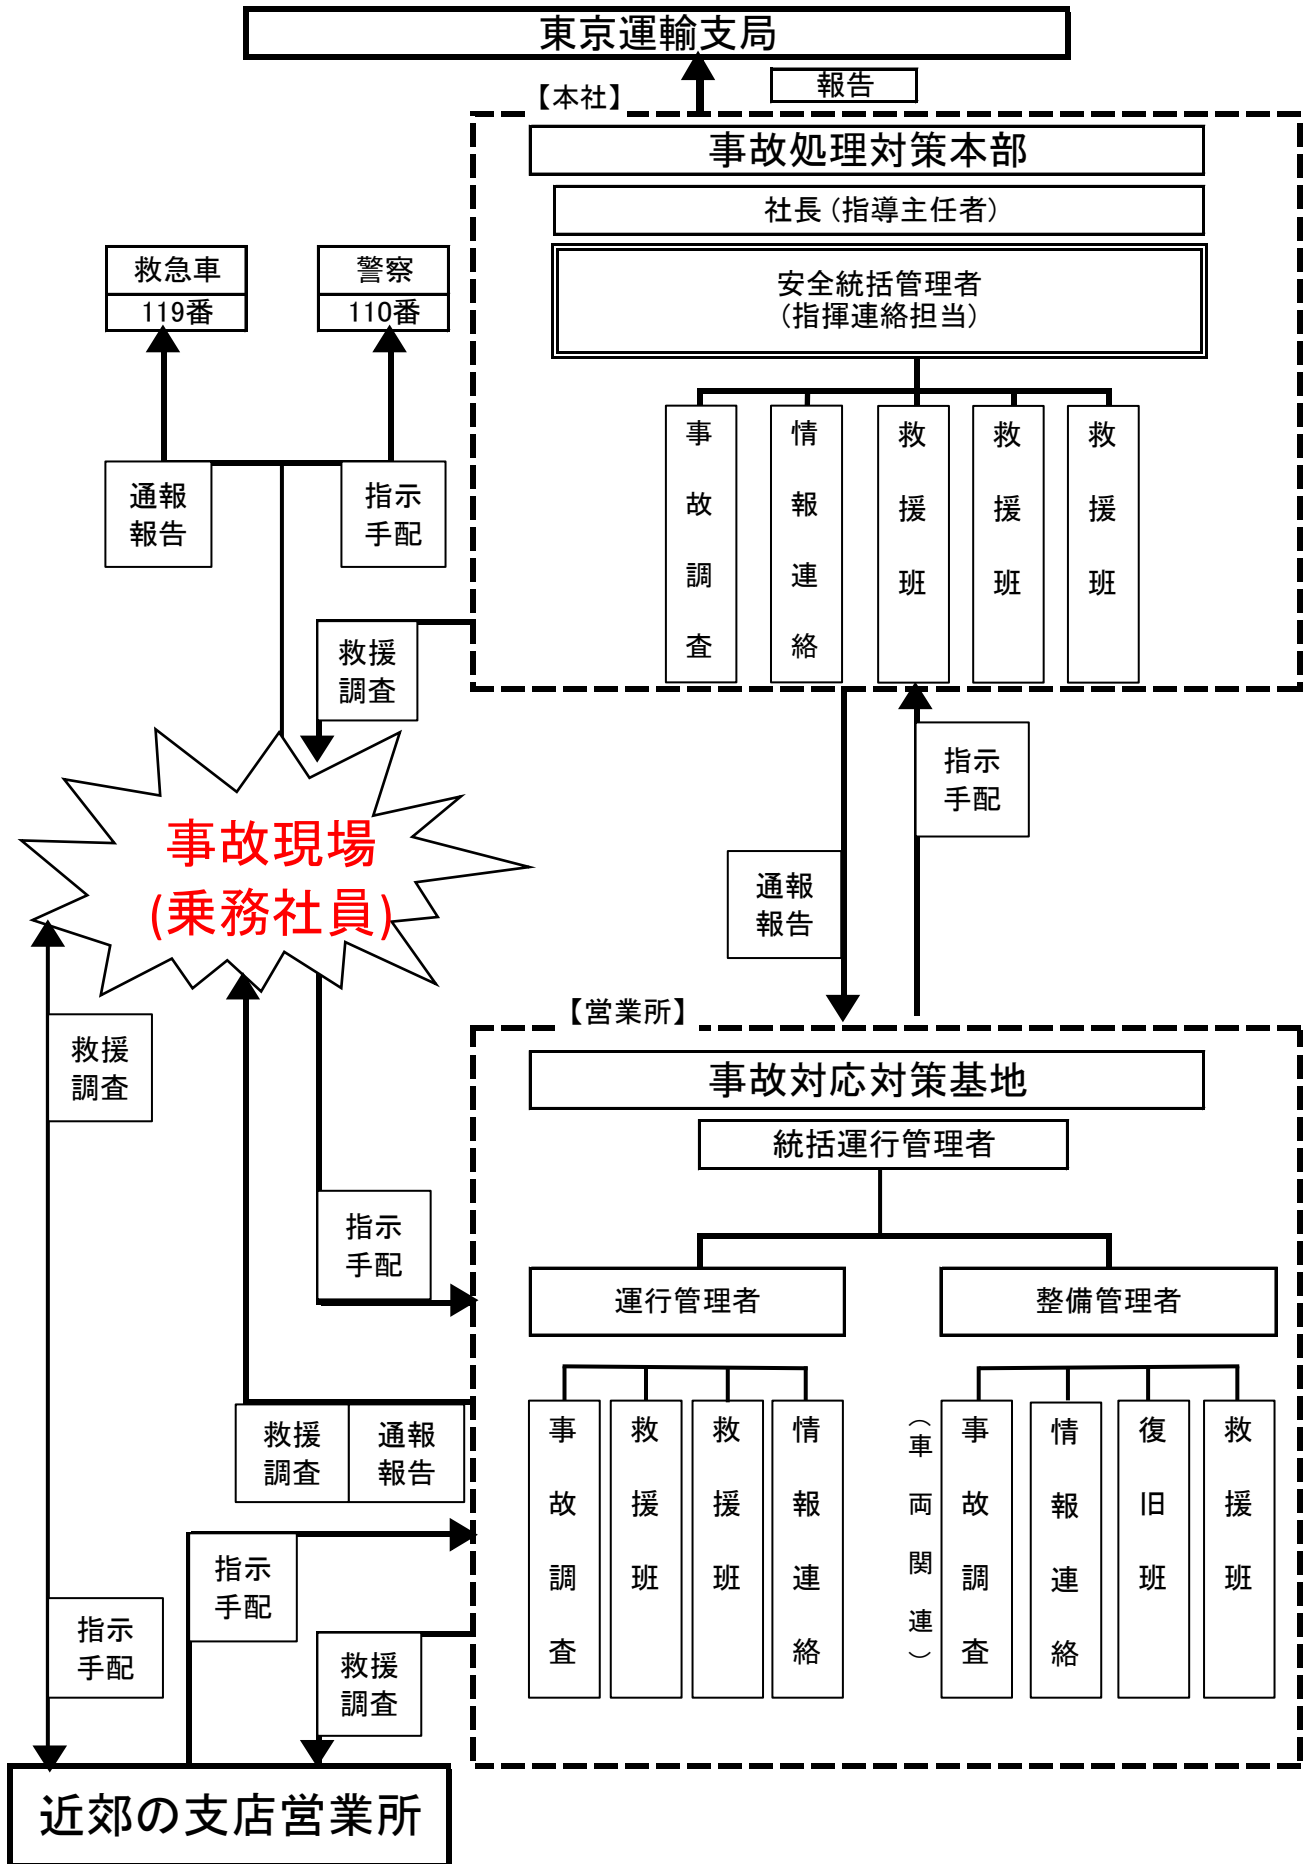 東京運輸支局
報告
【本社】
事故処理対策本部
社長（指導主任者）
安全統括管理者
（指揮連絡担当）
救急車
119番
警察
110番
事故調査
情報連絡
救援班
救援班
救援班
通報
報告
指示
手配
救援
調査
指示
手配
事故現場
(乗務社員)
通報
報告
【営業所】
事故対応対策基地
統括運行管理者
救援
調査
指示
手配
運行管理者
整備管理者
事故調査
救援班
救援班
情報連絡
（車両関連）
事故調査
情報連絡
復旧班
救援班
救援
調査
通報
報告
指示
手配
指示
手配
救援
調査
近郊の支店営業所